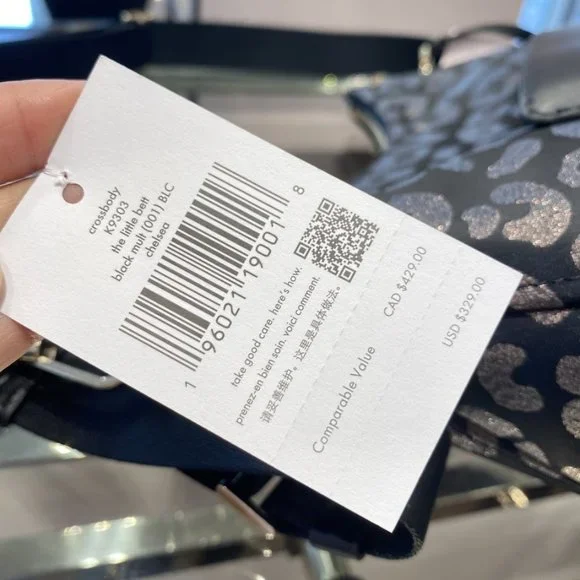 crossbody
K9303
the little bett
black mult (001) BLC
chelsea
1 96021 19001 8
take good care. here's how.
prenez-en bien soin. voici comment.
请妥善维护。这里是具体做法。
Comparable Value
CAD $429.00
USD $329.00